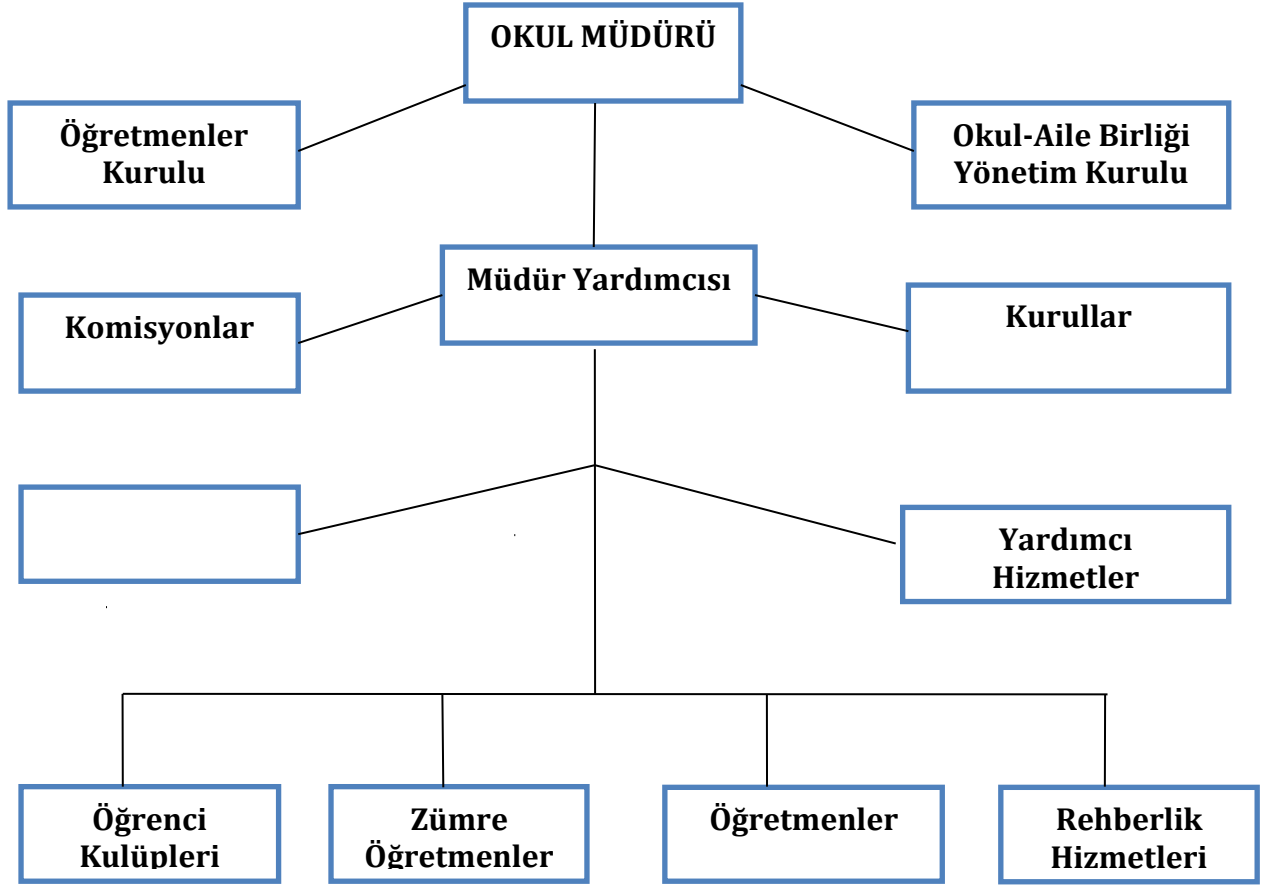 OKUL MÜDÜRÜ
Öğretmenler
Kurulu
Okul-Aile Birliği
Yönetim Kurulu
Müdür Yardımcısı
Komisyonlar
Kurullar
Yardımcı
Hizmetler
Öğrenci
Kulüpleri
Zümre
Öğretmenler
Öğretmenler
Rehberlik
Hizmetleri